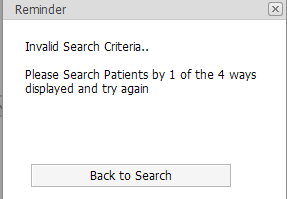 Reminder
Invalid Search Criteria..
Please Search Patients by 1 of the 4 ways
displayed and try again
Back to Search